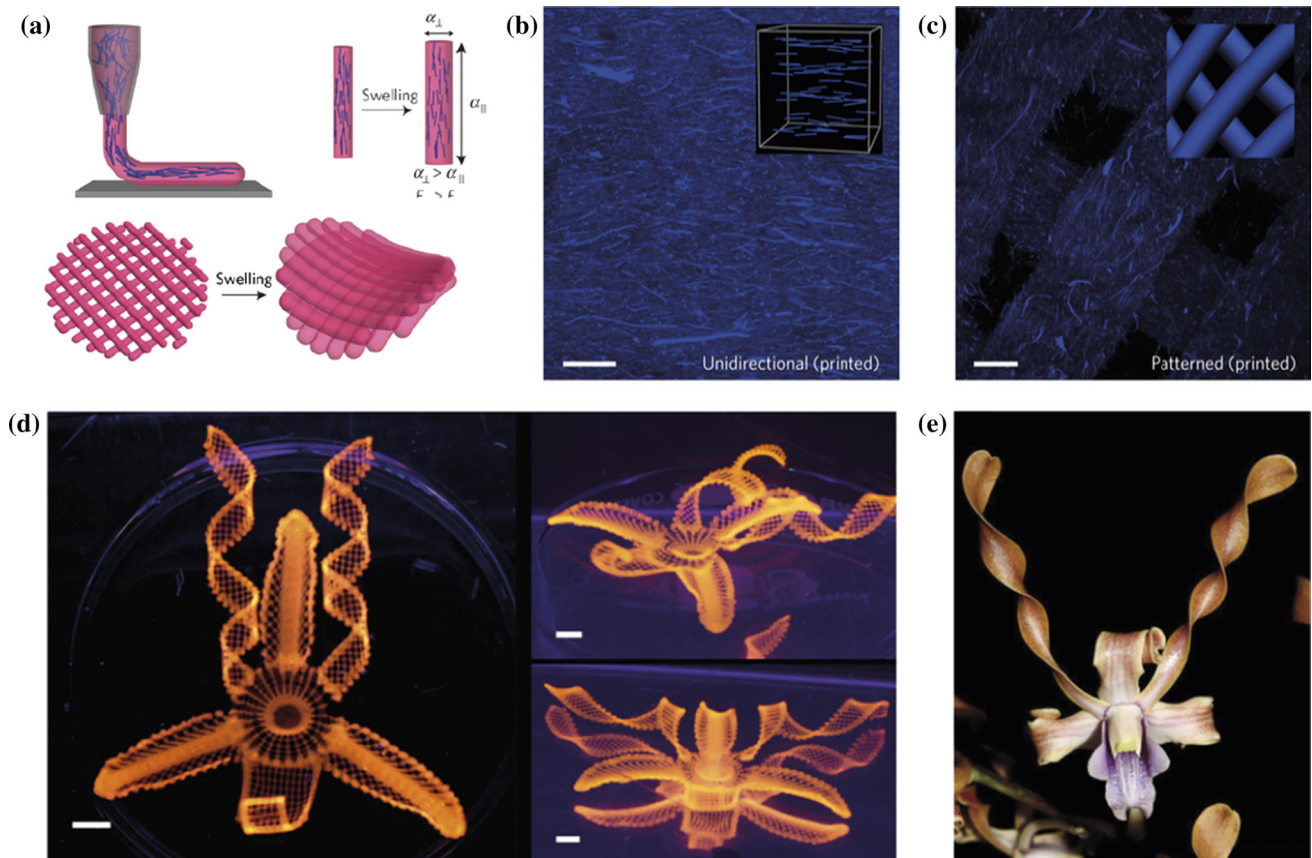 (a)
α⊥
Swelling
α||
α⊥ > α||
Swelling
(b)
Unidirectional (printed)
(c)
Patterned (printed)
(d)
(e)